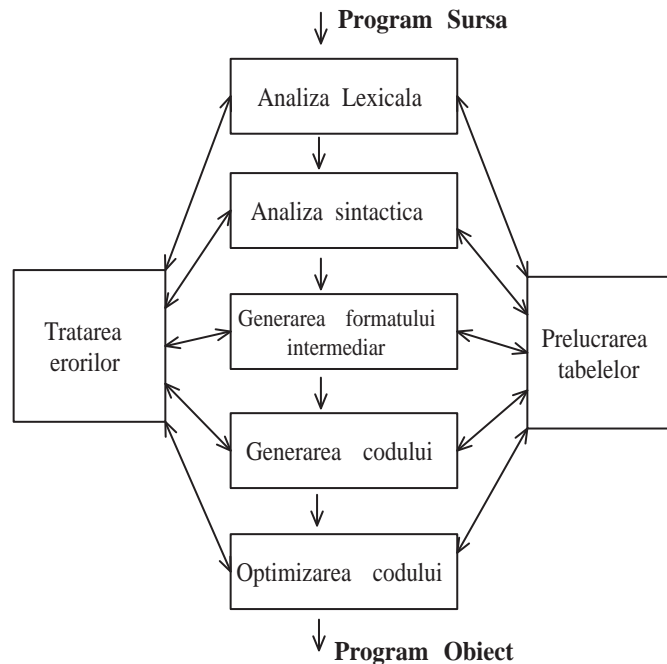 Program Sursa
Analiza Lexicala
Analiza sintactica
Tratarea
erorilor
Generarea formatului
intermediar
Prelucrarea
tabelelor
Generarea codului
Optimizarea codului
Program Obiect